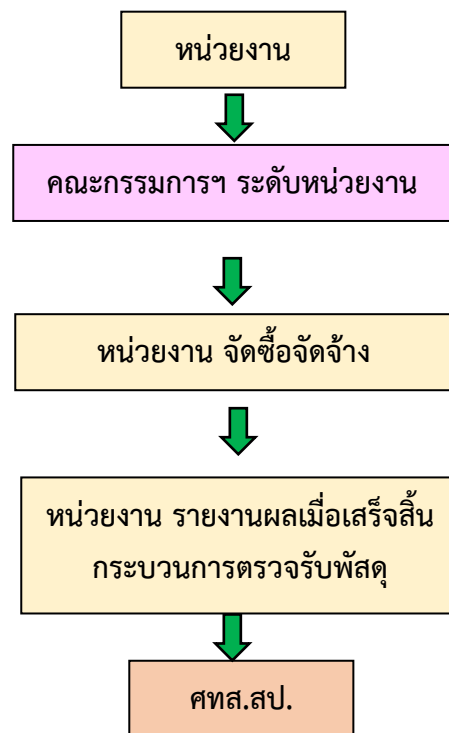 หน่วยงาน
คณะกรรมการฯ ระดับหน่วยงาน
หน่วยงาน จัดซื้อจัดจ้าง
หน่วยงาน รายงานผลเมื่อเสร็จสิ้น
กระบวนการตรวจรับพัสดุ
ศทส.สป.